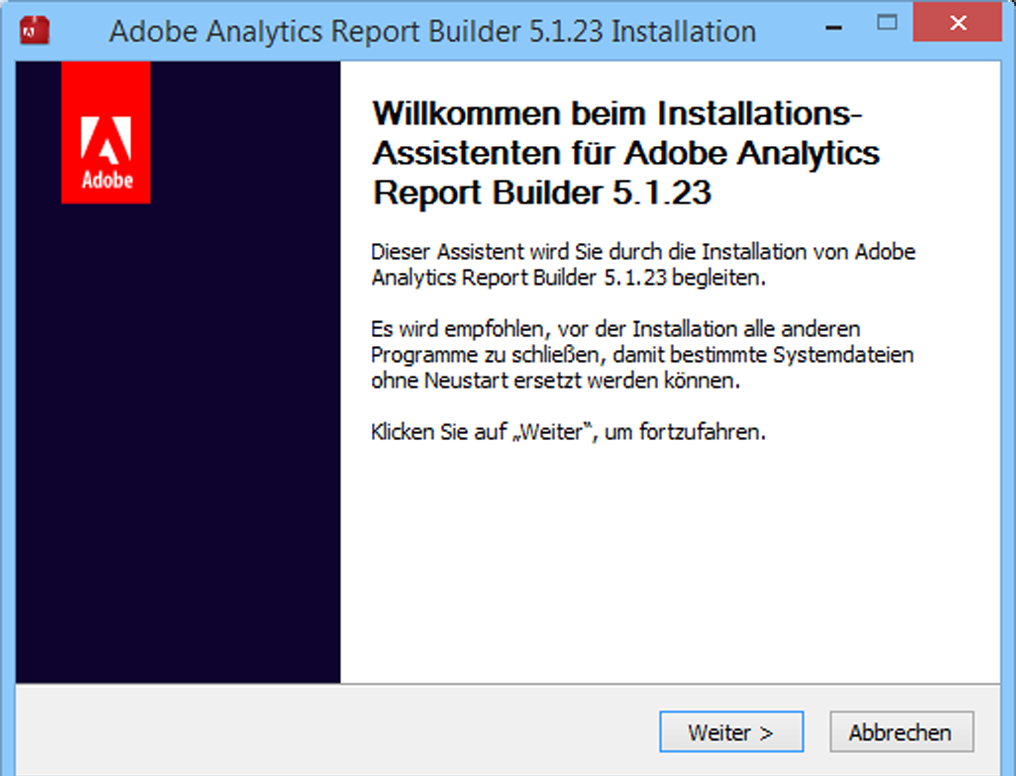 Adobe Analytics Report Builder 5.1.23 Installation
Adobe
Willkommen beim Installations-
Assistenten für Adobe Analytics
Report Builder 5.1.23
Dieser Assistent wird Sie durch die Installation von Adobe
Analytics Report Builder 5.1.23 begleiten.
Es wird empfohlen, vor der Installation alle anderen
Programme zu schließen, damit bestimmte Systemdateien
ohne Neustart ersetzt werden können.
Klicken Sie auf „Weiter“, um fortzufahren.
Weiter >
Abbrechen